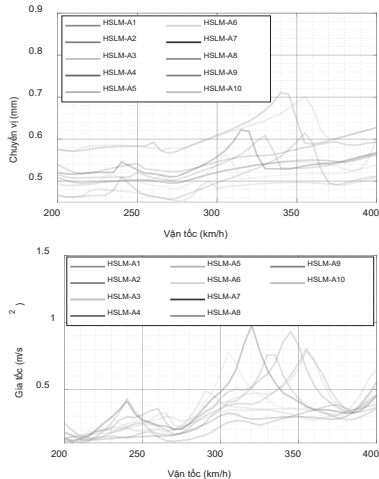 0.9
HSLM-A1 HSLM-A6
HSLM-A2 HSLM-A7
HSLM-A3 HSLM-A8
HSLM-A4 HSLM-A9
HSLM-A5 HSLM-A10
0.8
0.7
0.6
0.5
Chuyển vị (mm)
200 250 300 350 400
Vận tốc (km/h)
1.5
HSLM-A1 HSLM-A5 HSLM-A9
HSLM-A2 HSLM-A6 HSLM-A10
HSLM-A3 HSLM-A7
HSLM-A4 HSLM-A8
1
0.5
Gia tốc (m/s
2
)
200 250 300 350 400
Vận tốc (km/h)